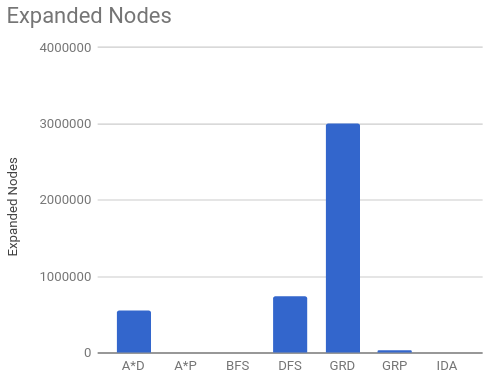 Expanded Nodes
4000000
3000000
2000000
1000000
0
Expanded Nodes
A*D A*P BFS DFS GRD GRP IDA